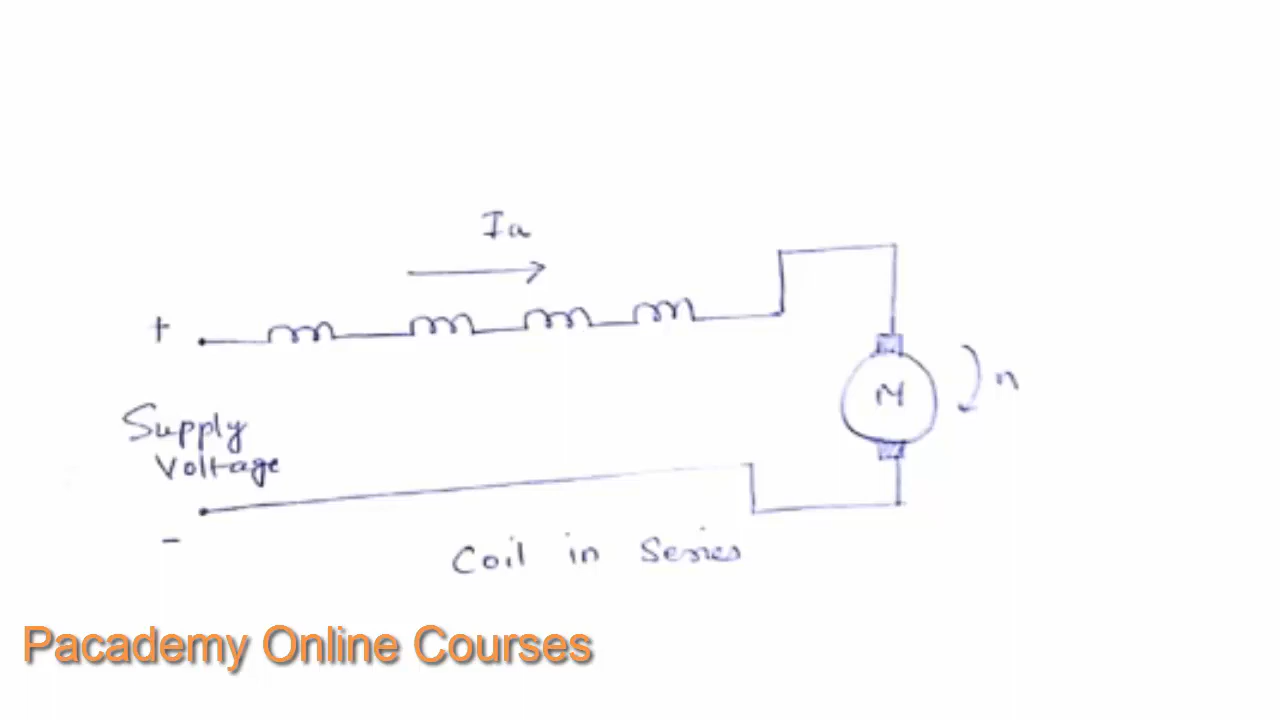 Ia
+
M
n
Supply
Voltage
-
Coil in Series
Pacademy Online Courses